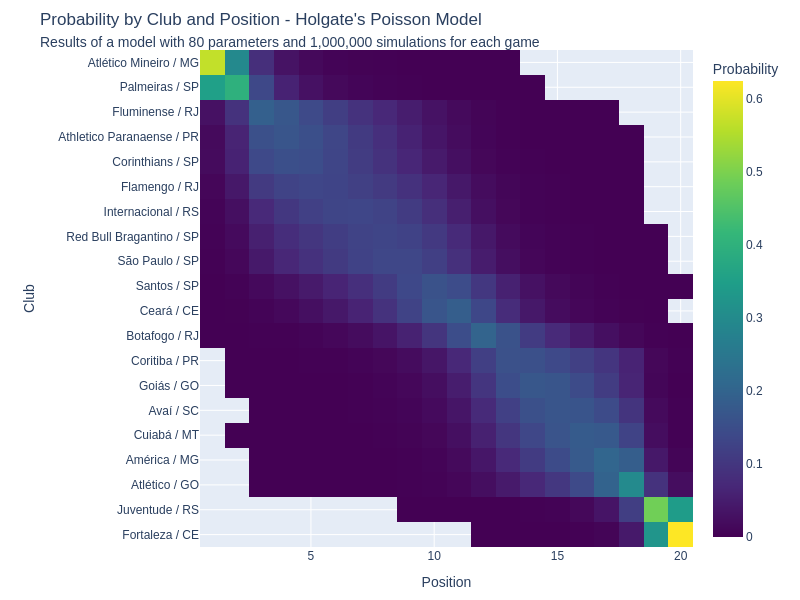 Probability by Club and Position - Holgate's Poisson Model
Results of a model with 80 parameters and 1,000,000 simulations for each game
Probability
Atlético Mineiro / MG
Palmeiras / SP
Fluminense / RJ
Athletico Paranaense / PR
Corinthians / SP
Flamengo / RJ
Internacional / RS
Red Bull Bragantino / SP
São Paulo / SP
Santos / SP
Ceará / CE
Botafogo / RJ
Coritiba / PR
Goiás / GO
Avaí / SC
Cuiabá / MT
América / MG
Atlético / GO
Juventude / RS
Fortaleza / CE
Club
5
10
15
20
Position
0.6
0.5
0.4
0.3
0.2
0.1
0